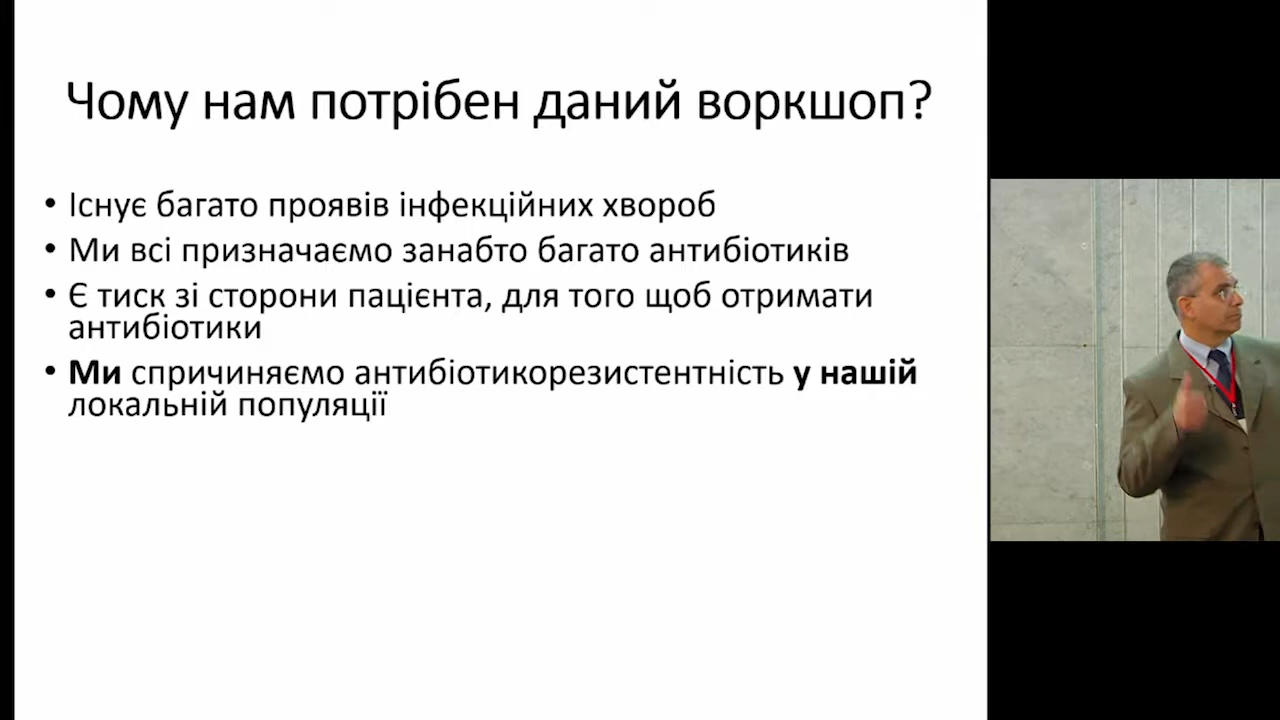 Чому нам потрібен даний воркшоп?
• Існує багато проявів інфекційних хвороб
• Ми всі призначаємо занабто багато антибіотиків
• Є тиск зі сторони пацієнта, для того щоб отримати
антибіотики
• Ми спричиняємо антибіотикорезистентність у нашій
локальній популяції